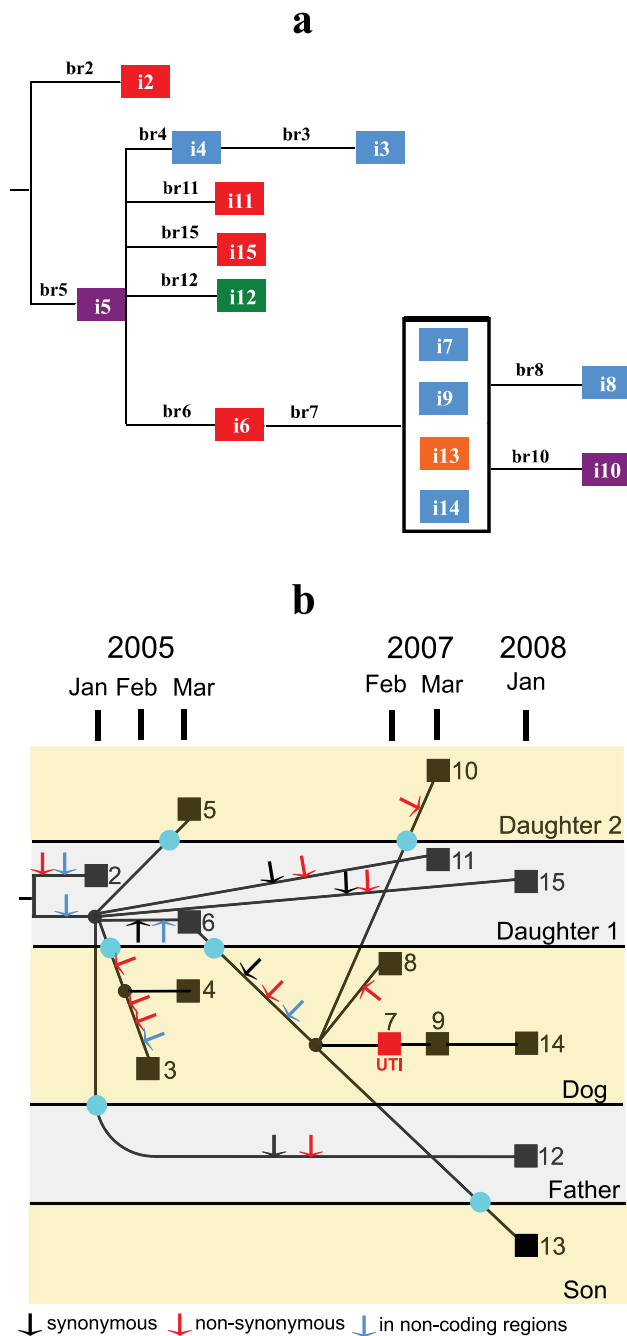 a
br2
i2
br4
i4
br3
i3
br11
i11
br15
i15
br12
i12
br5
i5
i7
i9
i13
i14
br8
i8
br6
i6
br7
br10
i10
b
2005 2007 2008
Jan Feb Mar Feb Mar Jan
10
5
Daughter 2
2
11
15
6
Daughter 1
8
4
7 9
14
3
UTI
Dog
12
Father
13
Son
synonymous non-synonymous in non-coding regions